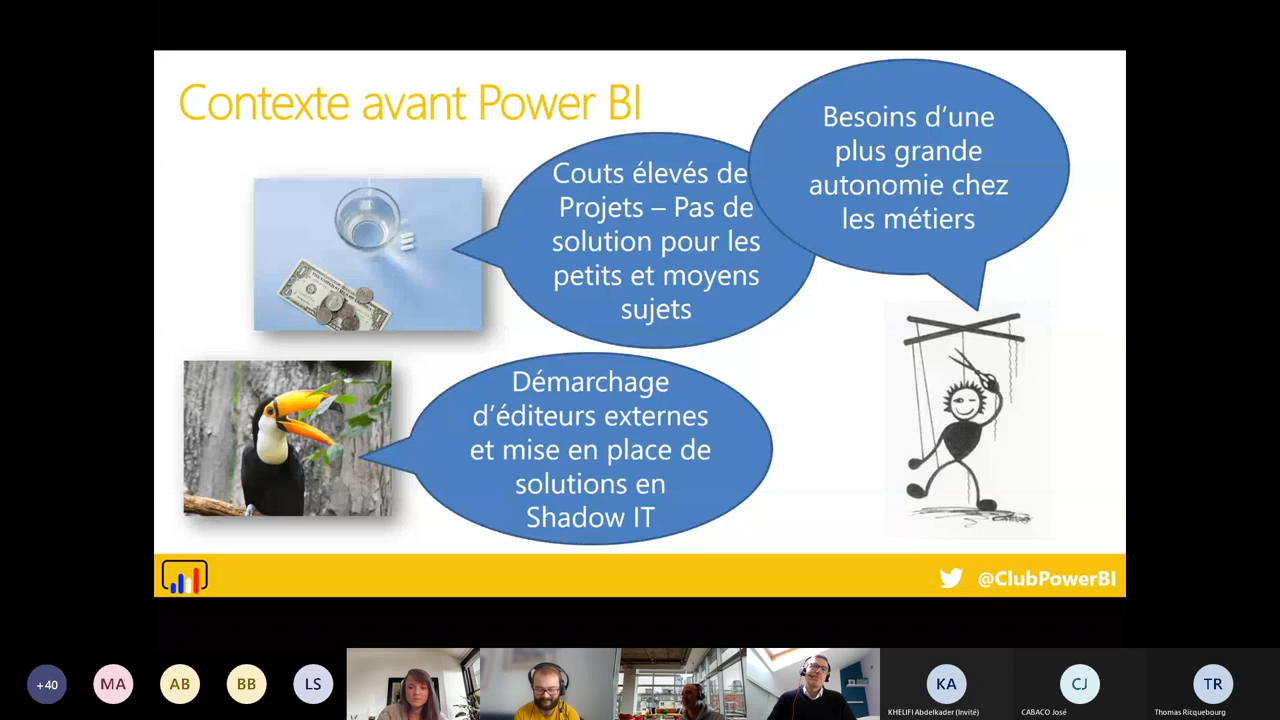 Contexte avant Power BI
Couts élevés de
Projets – Pas de
solution pour les
petits et moyens
sujets
Besoins d’une
plus grande
autonomie chez
les métiers
Démarchage
d’éditeurs externes
et mise en place de
solutions en
Shadow IT
@ClubPowerBI
+40
MA
AB
BB
LS
KA
CJ
TR
KHELIFI Abdelkader (Invité)
CABACO José
Thomas Ricquebourg